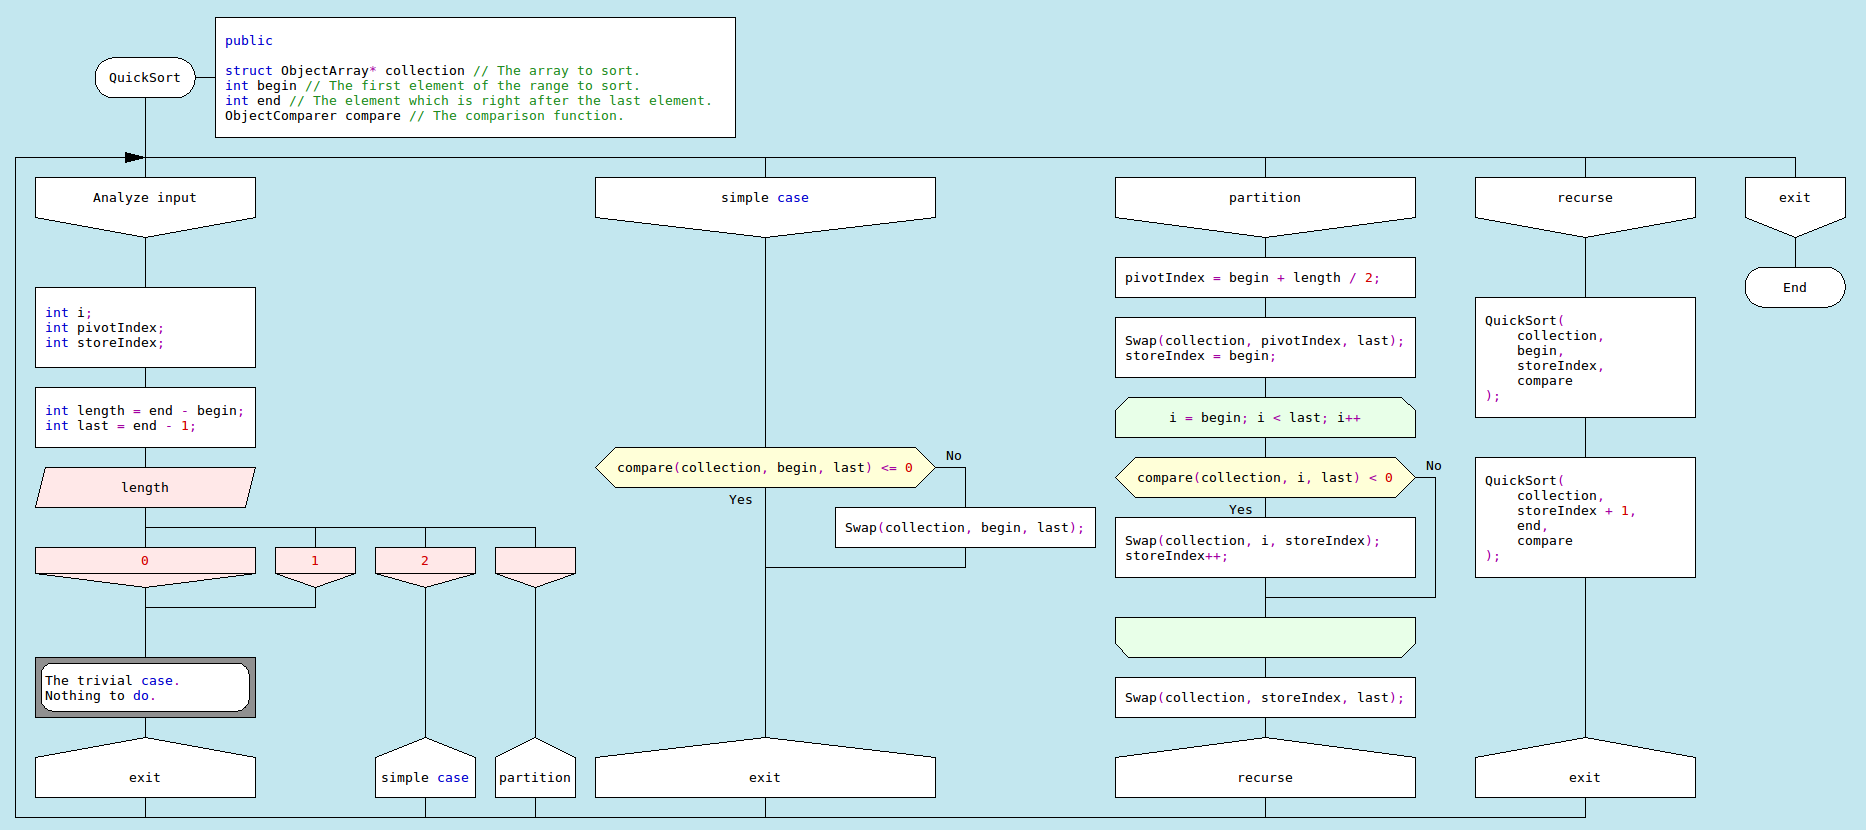 QuickSort
public
struct ObjectArray* collection // The array to sort.
int begin // The first element of the range to sort.
int end // The element which is right after the last element.
ObjectComparer compare // The comparison function.
Analyze input
int i;
int pivotIndex;
int storeIndex;
int length = end - begin;
int last = end - 1;
length
0
1
2
The trivial case.
Nothing to do.
exit
simple case
partition
simple case
compare(collection, begin, last) <= 0
No
Yes
Swap(collection, begin, last);
exit
partition
pivotIndex = begin + length / 2;
Swap(collection, pivotIndex, last);
storeIndex = begin;
i = begin; i < last; i++
compare(collection, i, last) < 0
No
Yes
Swap(collection, i, storeIndex);
storeIndex++;
Swap(collection, storeIndex, last);
recurse
recurse
QuickSort(
collection,
begin,
storeIndex,
compare
);
QuickSort(
collection,
storeIndex + 1,
end,
compare
);
exit
exit
End